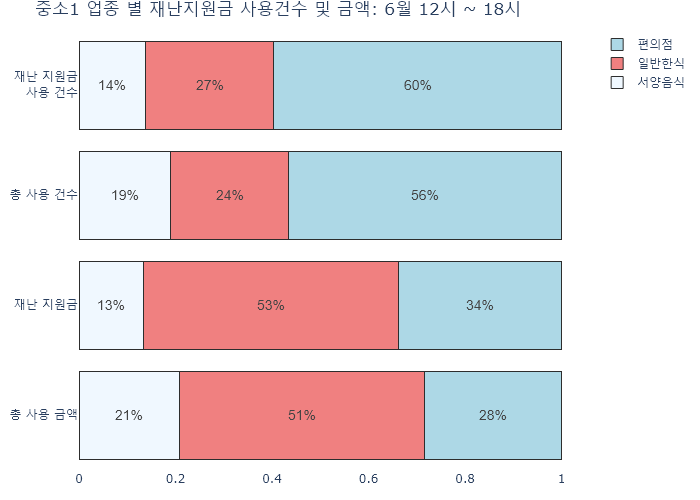 중소1 업종 별 재난지원금 사용건수 및 금액: 6월 12시 ~ 18시
편의점
일반한식
서양음식
재난 지원금
사용 건수
14%
27%
60%
총 사용 건수
19%
24%
56%
재난 지원금
13%
53%
34%
총 사용 금액
21%
51%
28%
0
0.2
0.4
0.6
0.8
1